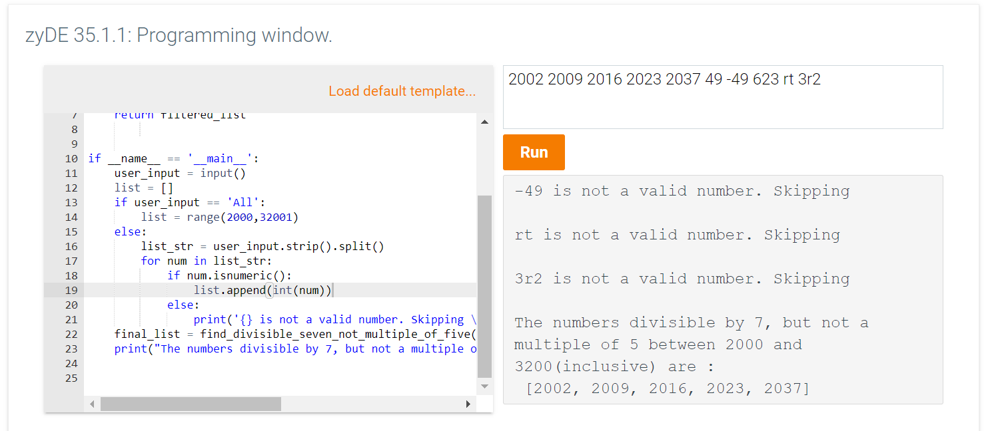 zyDE 35.1.1: Programming window.
Load default template...
7 return filtered_list
8
9
10 if __name__ == '__main__':
11 user_input = input()
12 list = []
13 if user_input == 'All':
14 list = range(2000,32001)
15 else:
16 list_str = user_input.strip().split()
17 for num in list_str:
18 if num.isnumeric():
19 list.append(int(num))
20 else:
21 print('{} is not a valid number. Skipping \
22 final_list = find_divisible_seven_not_multiple_of_five(
23 print("The numbers divisible by 7, but not a multiple o
24
25
2002 2009 2016 2023 2037 49 -49 623 rt 3r2
Run
-49 is not a valid number. Skipping
rt is not a valid number. Skipping
3r2 is not a valid number. Skipping
The numbers divisible by 7, but not a
multiple of 5 between 2000 and
3200(inclusive) are :
[2002, 2009, 2016, 2023, 2037]